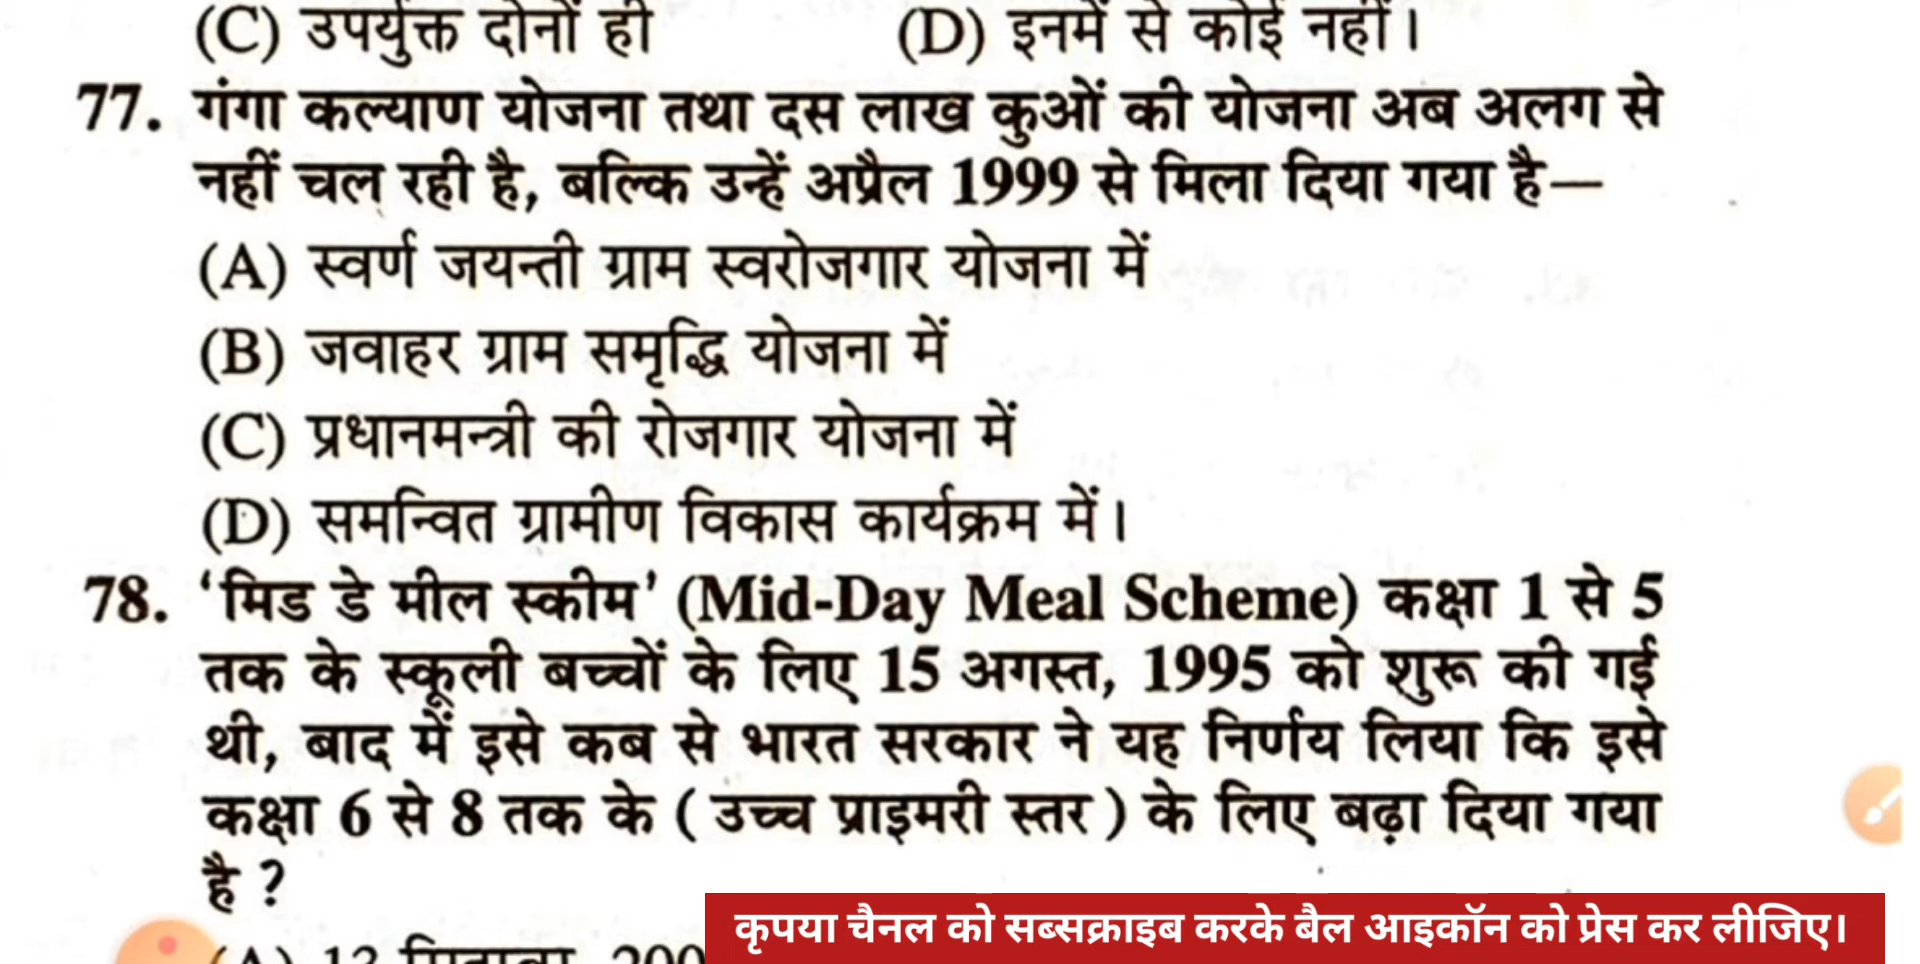 (C) उपर्युक्त दोनों ही (D) इनमें से कोई नहीं।
77. गंगा कल्याण योजना तथा दस लाख कुओं की योजना अब अलग से
नहीं चल रही है, बल्कि उन्हें अप्रैल 1999 से मिला दिया गया है—
(A) स्वर्ण जयन्ती ग्राम स्वरोजगार योजना में
(B) जवाहर ग्राम समृद्धि योजना में
(C) प्रधानमन्त्री की रोजगार योजना में
(D) समन्वित ग्रामीण विकास कार्यक्रम में।
78. ‘मिड डे मील स्कीम’ (Mid-Day Meal Scheme) कक्षा 1 से 5
तक के स्कूली बच्चों के लिए 15 अगस्त, 1995 को शुरू की गई
थी, बाद में इसे कब से भारत सरकार ने यह निर्णय लिया कि इसे
कक्षा 6 से 8 तक के ( उच्च प्राइमरी स्तर ) के लिए बढ़ा दिया गया
है ?
कृपया चैनल को सब्सक्राइब करके बैल आइकॉन को प्रेस कर लीजिए।